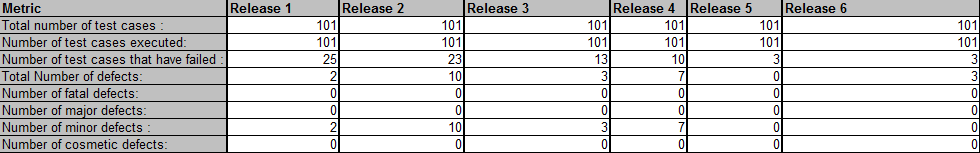 Metric Release 1 Release 2 Release 3 Release 4 Release 5 Release 6
Total number of test cases : 101 101 101 101 101 101
Number of test cases executed: 101 101 101 101 101 101
Number of test cases that have failed : 25 23 13 10 3 3
Total Number of defects: 2 10 3 7 0 3
Number of fatal defects: 0 0 0 0 0 0
Number of major defects: 0 0 0 0 0 0
Number of minor defects : 2 10 3 7 0 0
Number of cosmetic defects: 0 0 0 0 0 0